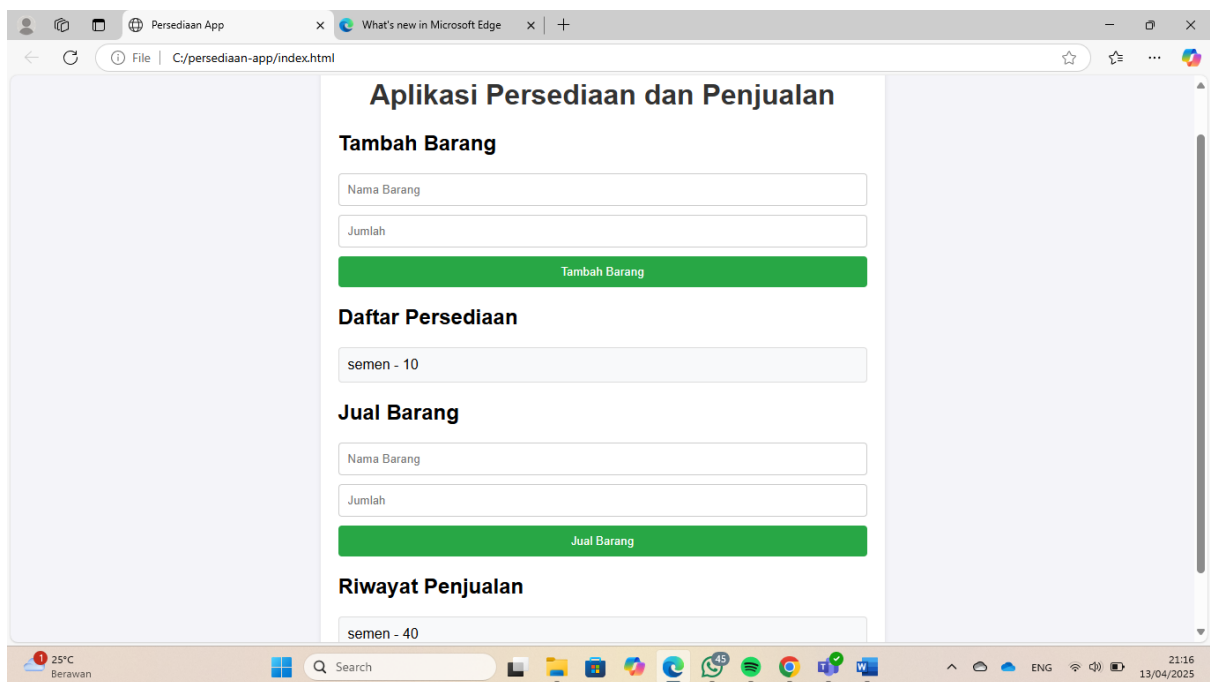 Persediaan App
What's new in Microsoft Edge
File
C:/persediaan-app/index.html
Aplikasi Persediaan dan Penjualan
Tambah Barang
Nama Barang
Jumlah
Tambah Barang
Daftar Persediaan
semen - 10
Jual Barang
Nama Barang
Jumlah
Jual Barang
Riwayat Penjualan
semen - 40
1
25°C
Berawan
Search
45
ENG
21:16
13/04/2025